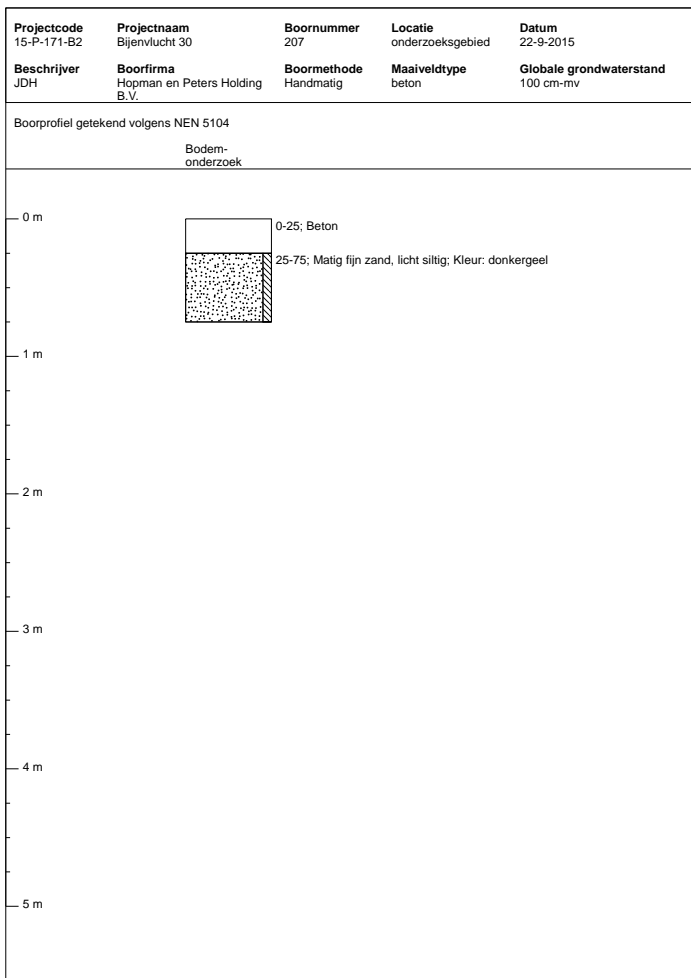 Projectcode Projectnaam Boornummer Locatie Datum
15-P-171-B2 Bijenvlucht 30 207 onderzoeksgebied 22-9-2015
Beschrijver Boorfirma Boormethode Maaiveldtype Globale grondwaterstand
JDH Hopman en Peters Holding Handmatig beton 100 cm-mv
B.V.
Boorprofiel getekend volgens NEN 5104
Bodem-
onderzoek
0 m
0-25; Beton
25-75; Matig fijn zand, licht siltig; Kleur: donkergeel
1 m
2 m
3 m
4 m
5 m